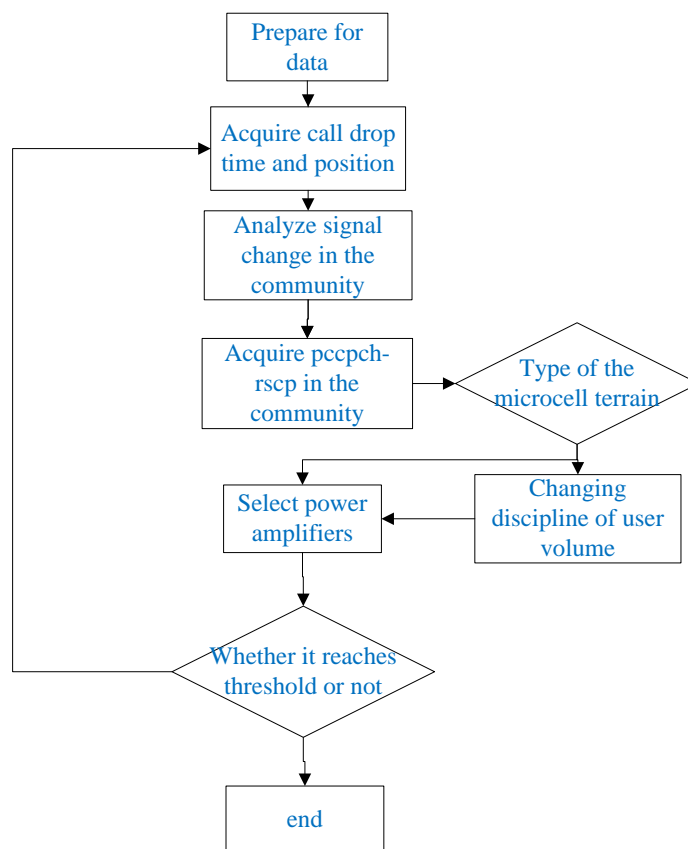 Prepare for
data
Acquire call drop
time and position
Analyze signal
change in the
community
Acquire pccpch-
rscp in the
community
Type of the
microcell terrain
Select power
amplifiers
Changing
discipline of user
volume
Whether it reaches
threshold or not
end